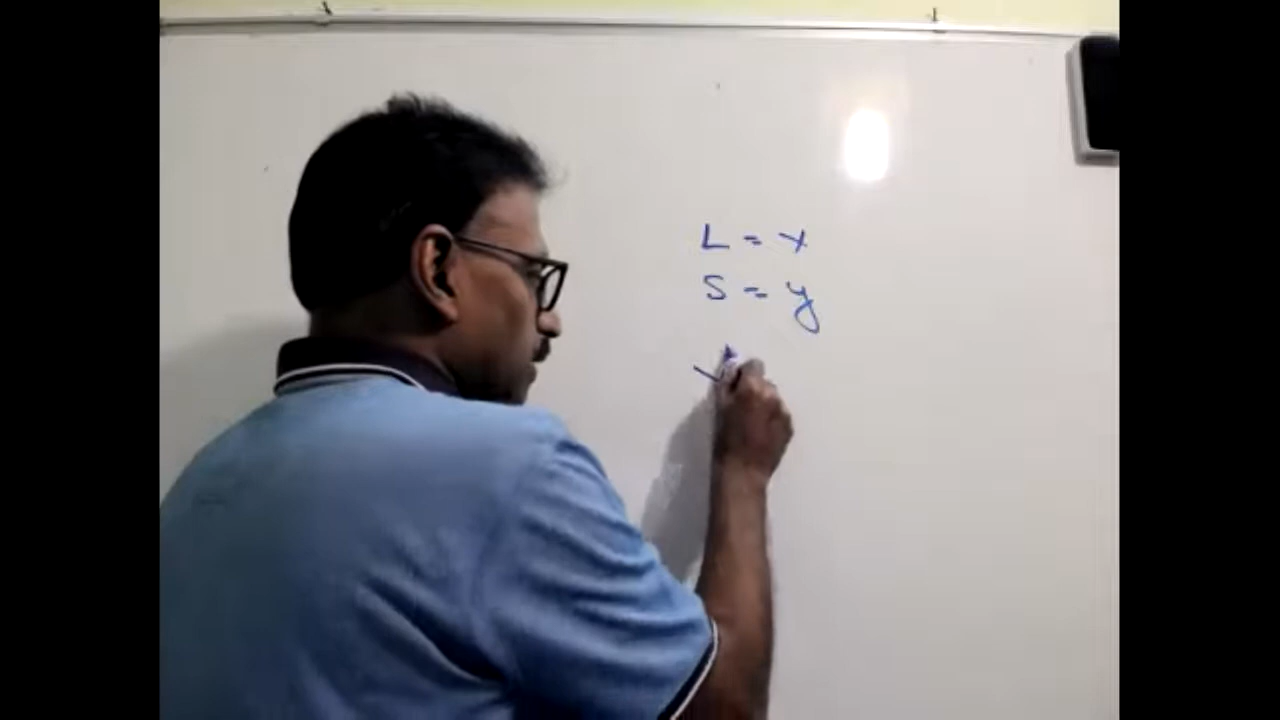 L = x
S = y